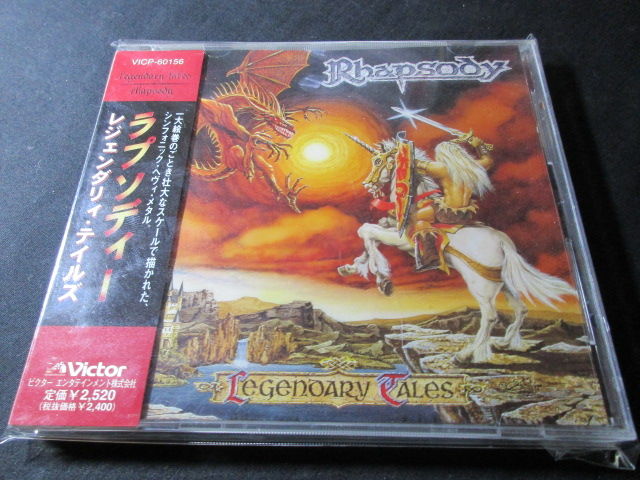 VICP-60156
Legendary Tales
Rhapsody
一大絵巻のごとき壮大なスケールで描かれた、
シンフォニック・ヘヴィ・メタル。
ラプソディー
レジェンダリィ・テイルズ
Victor
ビクター エンタテインメント株式会社
定価¥2,520
(税抜価格¥2,400)
Rhapsody
LEGENDARY TALES